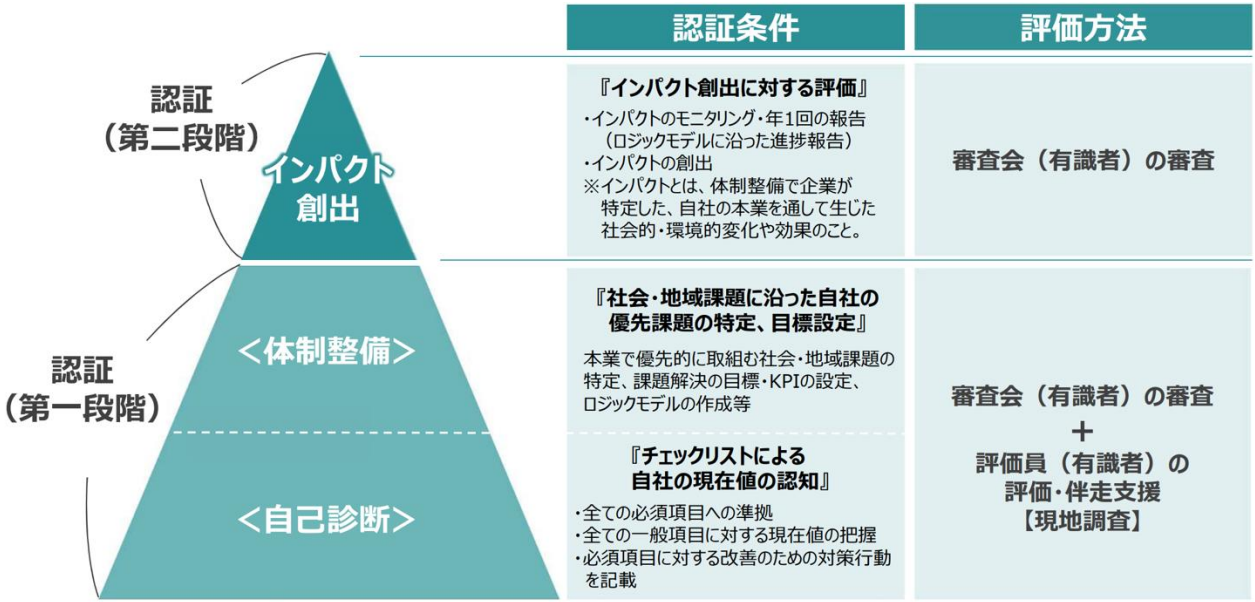 認証条件
評価方法
認証
（第二段階）
インパクト
創出
『インパクト創出に対する評価』
・インパクトのモニタリング・年1回の報告
（ロジックモデルに沿った進捗報告）
・インパクトの創出
※インパクトとは、体制整備で企業が
特定した、自社の本業を通して生じた
社会的・環境的変化や効果のこと。
審査会（有識者）の審査
認証
（第一段階）
＜体制整備＞
『社会・地域課題に沿った自社の
優先課題の特定、目標設定』
本業で優先的に取組む社会・地域課題の
特定、課題解決の目標・KPIの設定、
ロジックモデルの作成等
＜自己診断＞
『チェックリストによる
自社の現在値の認知』
・全ての必須項目への準拠
・全ての一般項目に対する現在値の把握
・必須項目に対する改善のための対策行動
を記載
審査会（有識者）の審査
＋
評価員（有識者）の
評価・伴走支援
【現地調査】